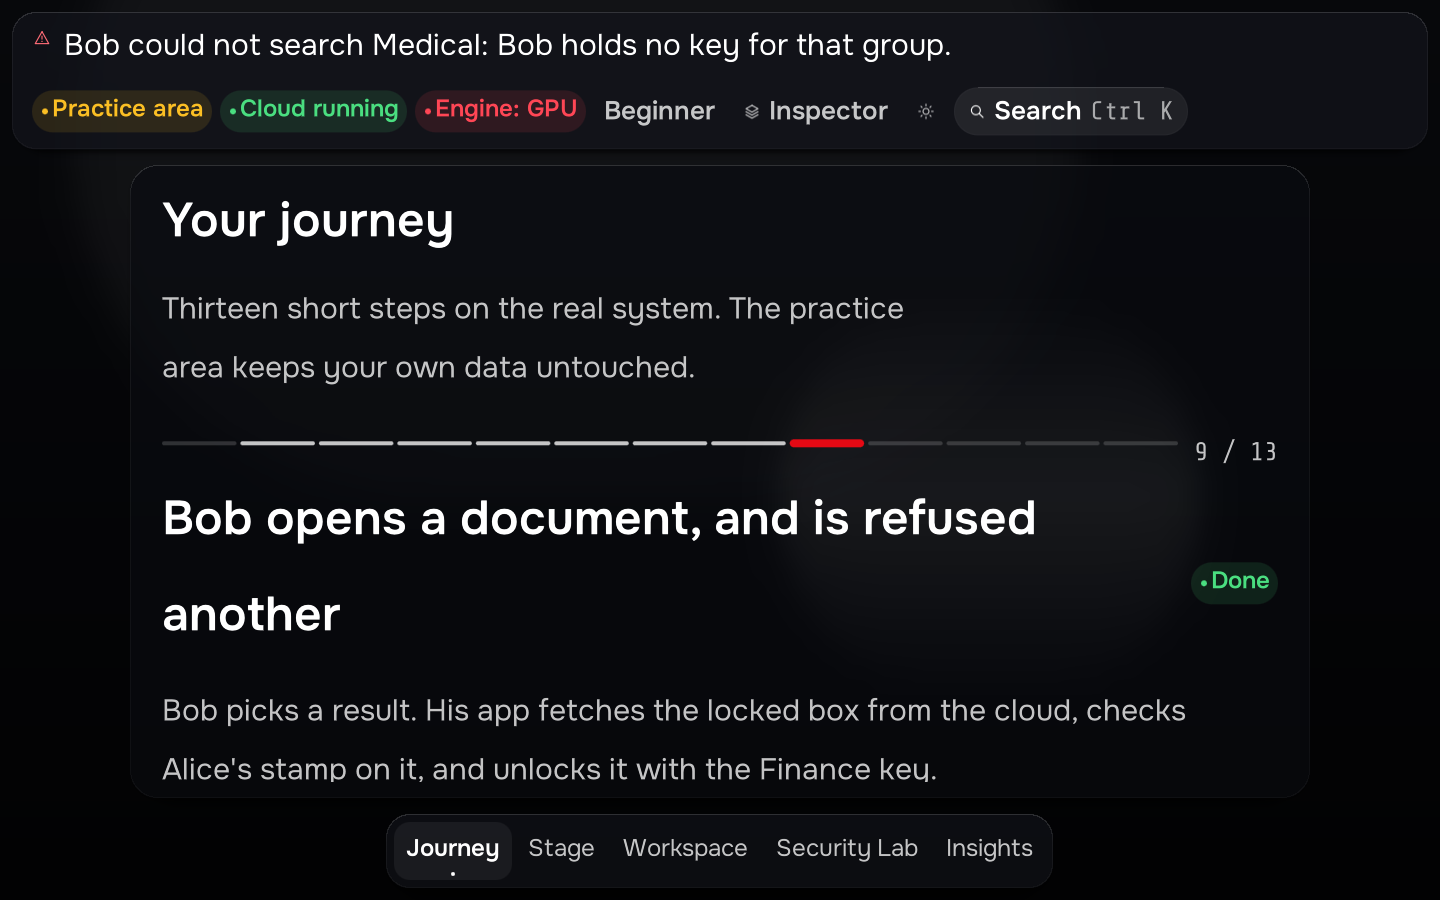 Bob could not search Medical: Bob holds no key for that group.
Practice area
Cloud running
Engine: GPU
Beginner
Inspector
Search Ctrl K
Your journey
Thirteen short steps on the real system. The practice
area keeps your own data untouched.
9 / 13
Bob opens a document, and is refused
another
Done
Bob picks a result. His app fetches the locked box from the cloud, checks
Alice's stamp on it, and unlocks it with the Finance key.
Journey
Stage
Workspace
Security Lab
Insights